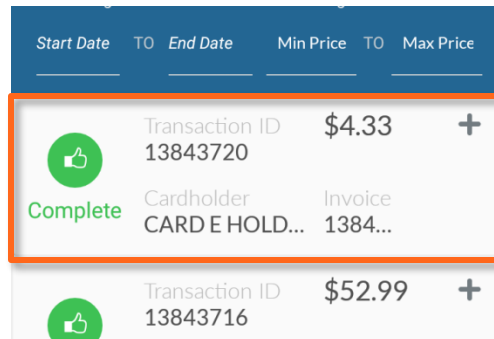 Start Date TO End Date Min Price TO Max Price
Transaction ID $4.33 +
13843720
Complete
Cardholder Invoice
CARD E HOLD... 1384...
Transaction ID $52.99 +
13843716